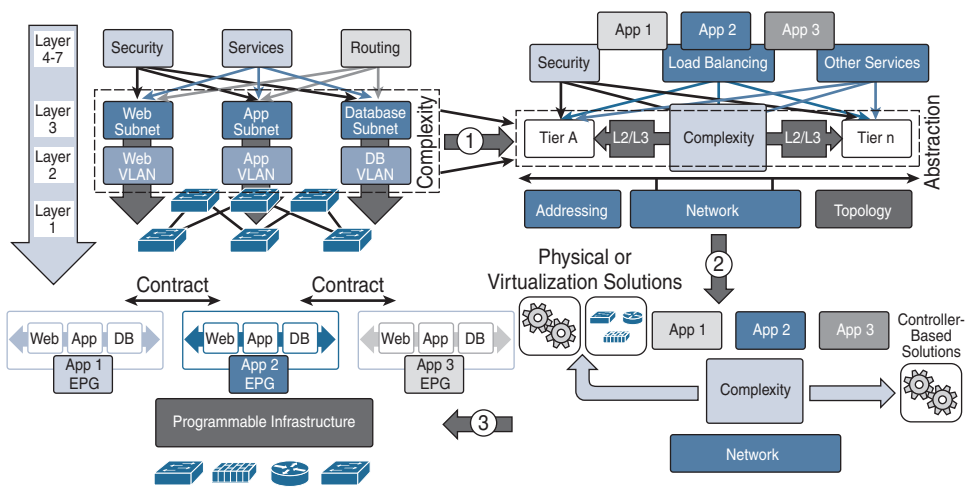 Layer
4-7
Layer
3
Layer
2
Layer
1
Security
Services
Routing
Web
Subnet
App
Subnet
Database
Subnet
Web
VLAN
App
VLAN
DB
VLAN
Complexity
1
App 1
App 2
App 3
Security
Load Balancing
Other Services
Tier A
L2/L3
Complexity
L2/L3
Tier n
Abstraction
Addressing
Network
Topology
2
Physical or
Virtualization Solutions
App 1
App 2
App 3
Controller-
Based
Solutions
Complexity
Network
3
Contract
Contract
Web
App
DB
App 1
EPG
Web
App
DB
App 2
EPG
Web
App
DB
App 3
EPG
Programmable Infrastructure